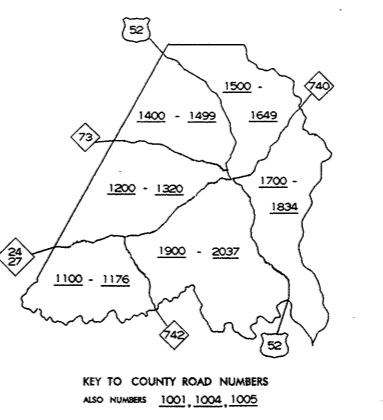 52
1500 -
1649
740
1400 - 1499
73
1700 -
1834
1200 - 1320
24
27
1900 - 2037
1100 - 1176
742
52
KEY TO COUNTY ROAD NUMBERS
ALSO NUMBERS 1001, 1004, 1005